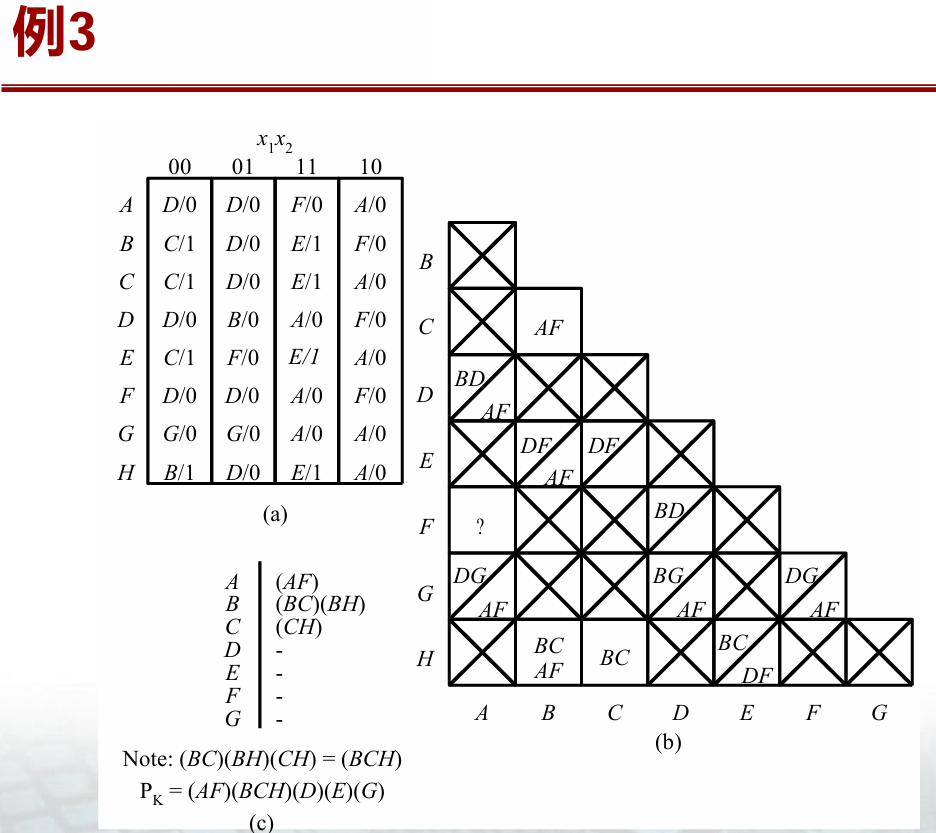 例3
x1x2
00 01 11 10
A D/0 D/0 F/0 A/0
B C/1 D/0 E/1 F/0
C C/1 D/0 E/1 A/0
D D/0 B/0 A/0 F/0
E C/1 F/0 E/1 A/0
F D/0 D/0 A/0 F/0
G G/0 G/0 A/0 A/0
H B/1 D/0 E/1 A/0
(a)
B
C AF
D BD AF
E DF AF DF
F ? BD
G DG AF BG AF DG AF
H BC AF BC BC DF
A B C D E F G
(b)
A (AF)
B (BC)(BH)
C (CH)
D -
E -
F -
G -
Note: (BC)(BH)(CH) = (BCH)
PK = (AF)(BCH)(D)(E)(G)
(c)